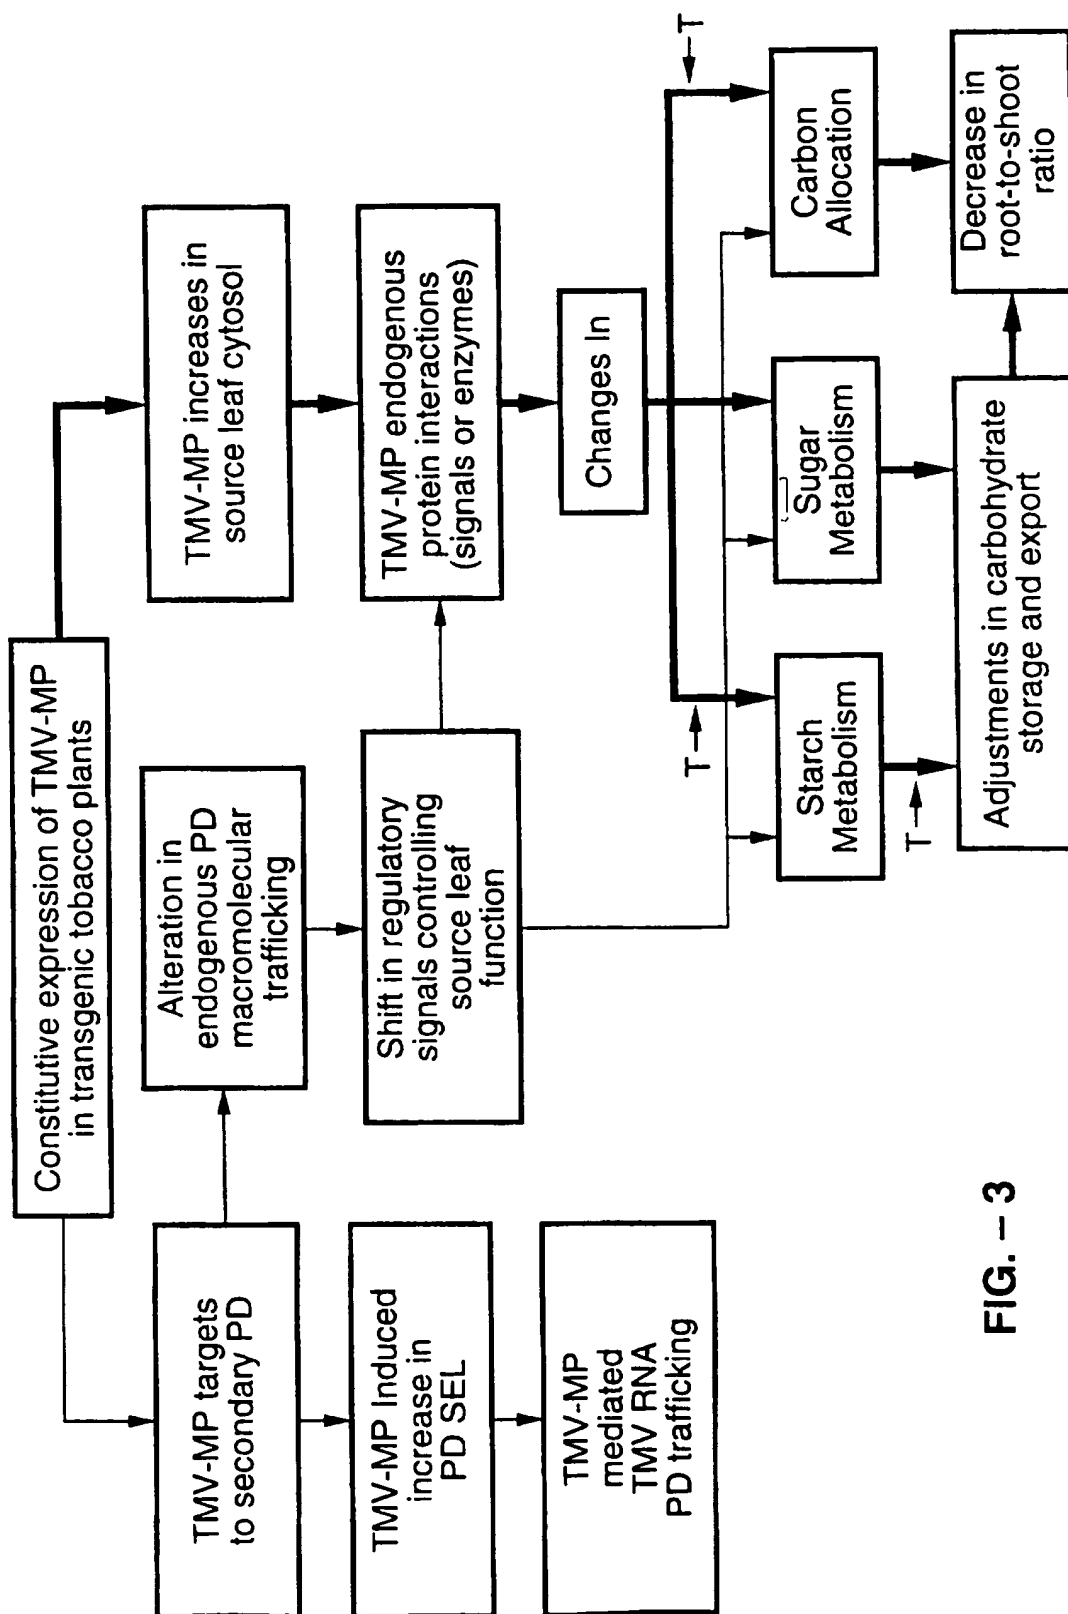 Constitutive expression of TMV-MP
in transgenic tobacco plants
TMV-MP targets
to secondary PD
Alteration in
endogenous PD
macromolecular
trafficking
TMV-MP increases in
source leaf cytosol
TMV-MP Induced
increase in
PD SEL
Shift in regulatory
signals controlling
source leaf
function
TMV-MP endogenous
protein interactions
(signals or enzymes)
TMV-MP
mediated
TMV RNA
PD trafficking
Changes In
T
T
Starch
Metabolism
Sugar
Metabolism
Carbon
Allocation
T
Adjustments in carbohydrate
storage and export
Decrease in
root-to-shoot
ratio
FIG. – 3